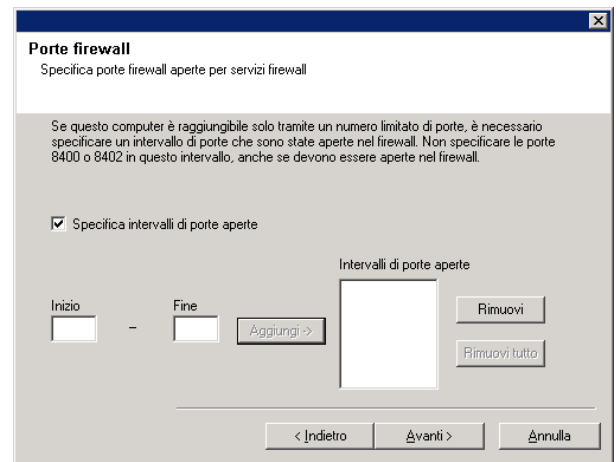 Porte firewall
Specifica porte firewall aperte per servizi firewall
Se questo computer è raggiungibile solo tramite un numero limitato di porte, è necessario
specificare un intervallo di porte che sono state aperte nel firewall. Non specificare le porte
8400 o 8402 in questo intervallo, anche se devono essere aperte nel firewall.
Specifica intervalli di porte aperte
Intervalli di porte aperte
Inizio
Fine
–
Aggiungi ->
Rimuovi
Rimuovi tutto
< Indietro
Avanti >
Annulla